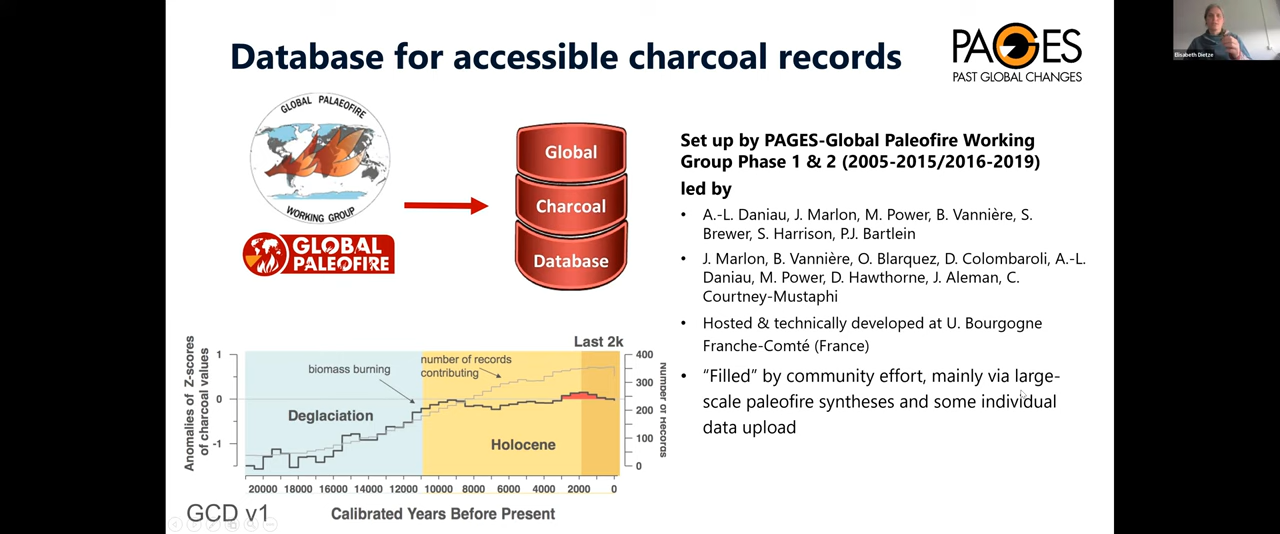 Database for accessible charcoal records
PAGES
PAST GLOBAL CHANGES
Elisabeth Dietze
GLOBAL PALAEOFIRE
WORKING GROUP
GLOBAL
PALEOFIRE
Global
Charcoal
Database
Set up by PAGES-Global Paleofire Working
Group Phase 1 & 2 (2005-2015/2016-2019)
led by
• A.-L. Daniau, J. Marlon, M. Power, B. Vannière, S.
Brewer, S. Harrison, P.J. Bartlein
• J. Marlon, B. Vannière, O. Blarquez, D. Colombaroli, A.-L.
Daniau, M. Power, D. Hawthorne, J. Aleman, C.
Courtney-Mustaphi
• Hosted & technically developed at U. Bourgogne
Franche-Comté (France)
• “Filled” by community effort, mainly via large-
scale paleofire syntheses and some individual
data upload
Last 2k
Anomalies of Z-scores
of charcoal values
1
0
-1
biomass burning
number of records
contributing
Deglaciation
Holocene
400
300
200
100
0
Number of Records
20000 18000 16000 14000 12000 10000 8000 6000 4000 2000 0
Calibrated Years Before Present
GCD v1